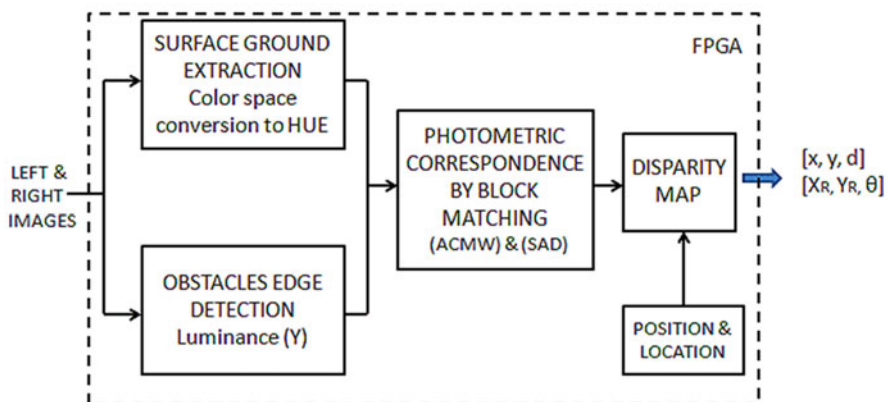 FPGA
SURFACE GROUND
EXTRACTION
Color space
conversion to HUE
LEFT &
RIGHT
IMAGES
OBSTACLES EDGE
DETECTION
Luminance (Y)
PHOTOMETRIC
CORRESPONDENCE
BY BLOCK
MATCHING
(ACMW) & (SAD)
DISPARITY
MAP
POSITION &
LOCATION
[x, y, d]
[XR, YR, θ]